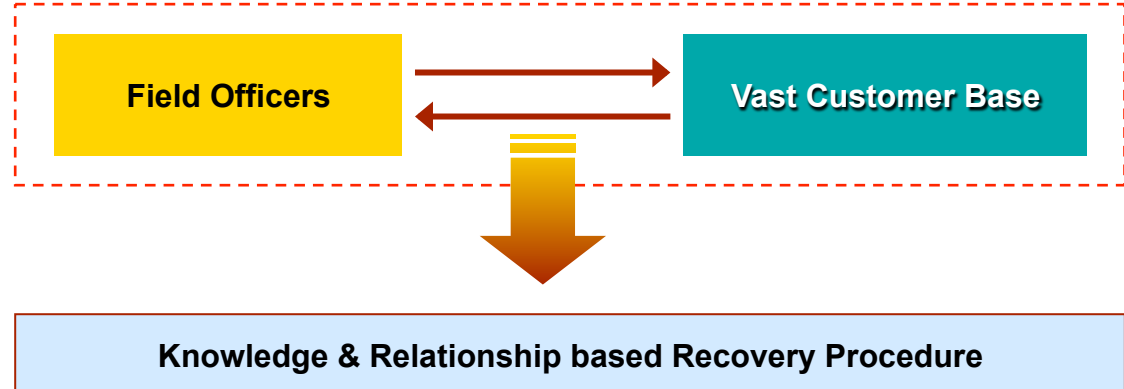 Field Officers
Vast Customer Base
Knowledge & Relationship based Recovery Procedure